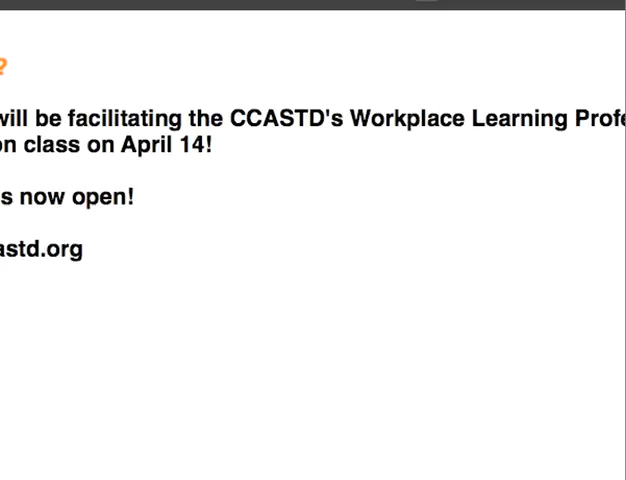 ?
will be facilitating the CCASTD's Workplace Learning Profe
on class on April 14!
s now open!
astd.org